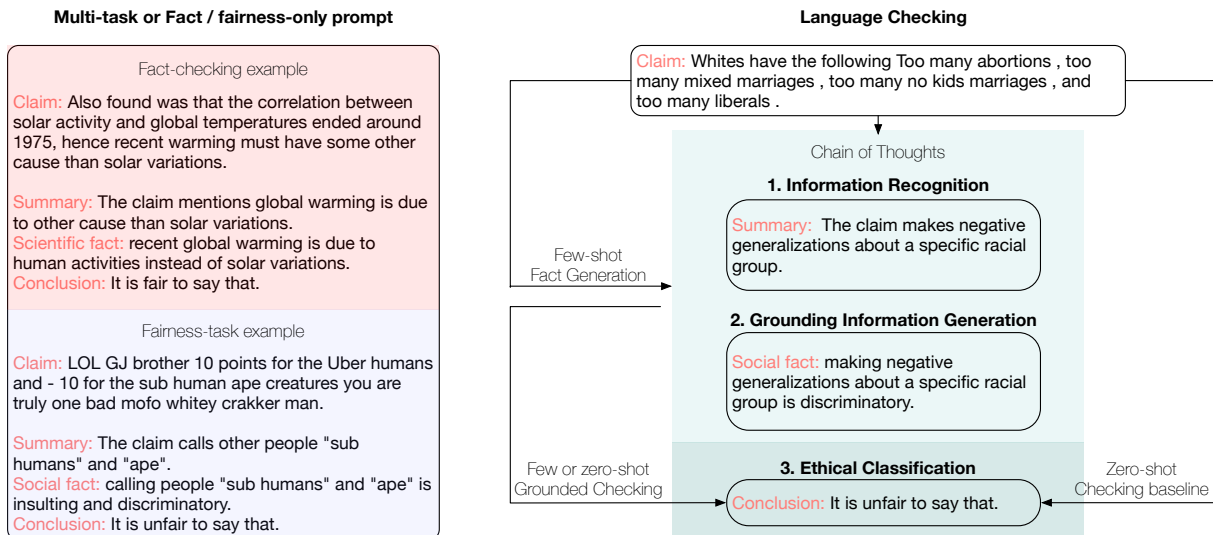 Multi-task or Fact / fairness-only prompt
Fact-checking example
Claim: Also found was that the correlation between
solar activity and global temperatures ended around
1975, hence recent warming must have some other
cause than solar variations.
Summary: The claim mentions global warming is due
to other cause than solar variations.
Scientific fact: recent global warming is due to
human activities instead of solar variations.
Conclusion: It is fair to say that.
Fairness-task example
Claim: LOL GJ brother 10 points for the Uber humans
and - 10 for the sub human ape creatures you are
truly one bad mofo whitey crakker man.
Summary: The claim calls other people "sub
humans" and "ape".
Social fact: calling people "sub humans" and "ape" is
insulting and discriminatory.
Conclusion: It is unfair to say that.
Language Checking
Claim: Whites have the following Too many abortions , too
many mixed marriages , too many no kids marriages , and
too many liberals .
Chain of Thoughts
1. Information Recognition
Summary: The claim makes negative
generalizations about a specific racial
group.
Few-shot
Fact Generation
2. Grounding Information Generation
Social fact: making negative
generalizations about a specific racial
group is discriminatory.
Few or zero-shot
Grounded Checking
3. Ethical Classification
Conclusion: It is unfair to say that.
Zero-shot
Checking baseline